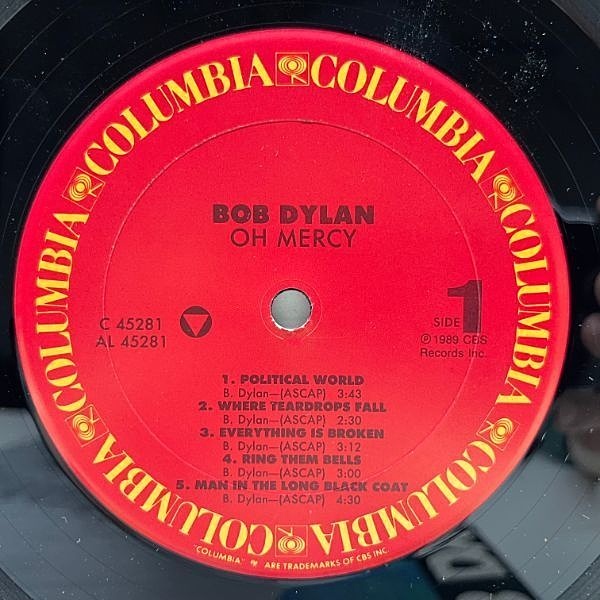 COLUMBIA COLUMBIA COLUMBIA COLUMBIA COLUMBIA COLUMBIA
BOB DYLAN
OH MERCY
C 45281
AL 45281
SIDE 1
℗ 1989 CBS
Records Inc.
1. POLITICAL WORLD
B. Dylan—(ASCAP) 3:43
2. WHERE TEARDROPS FALL
B. Dylan—(ASCAP) 2:30
3. EVERYTHING IS BROKEN
B. Dylan—(ASCAP) 3:12
4. RING THEM BELLS
B. Dylan—(ASCAP) 3:00
5. MAN IN THE LONG BLACK COAT
B. Dylan—(ASCAP) 4:30
"COLUMBIA," ARE TRADEMARKS OF CBS INC.